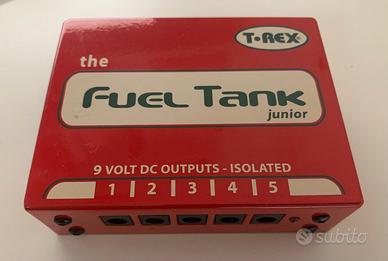 T·REX
the
FUEL TANK
junior
9 VOLT DC OUTPUTS - ISOLATED
1 2 3 4 5
subito